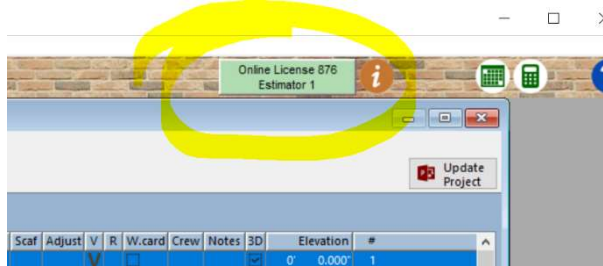 Online License 876
Estimator 1
i
Update
Project
Scaf Adjust V R W.card Crew Notes 3D Elevation #
V 0' 0.000" 1